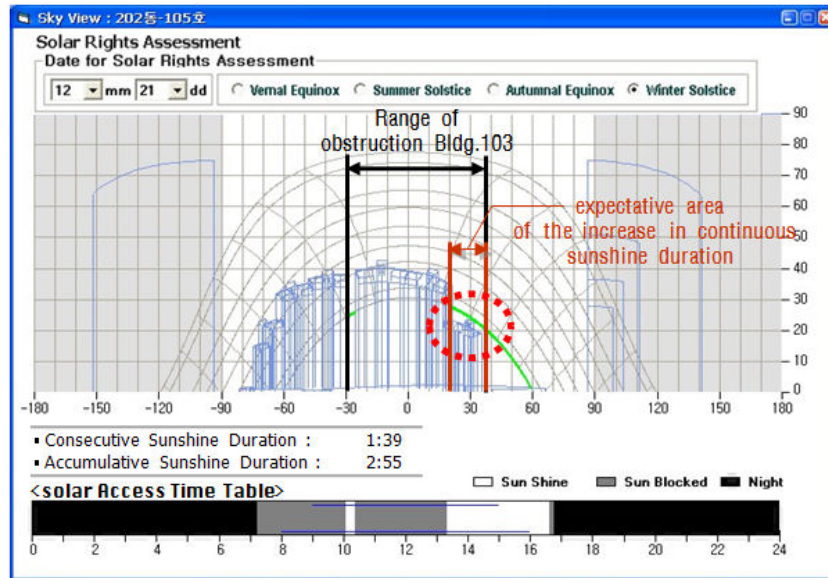 Sky View : 202동-105호
Solar Rights Assessment
Date for Solar Rights Assessment
12 mm 21 dd Vernal Equinox Summer Solstice Autumnal Equinox Winter Solstice
Range of
obstruction Bldg.103
expectative area
of the increase in continuous
sunshine duration
90
80
70
60
50
40
30
20
10
0
-180 -150 -120 -90 -60 -30 0 30 60 90 120 150 180
▪ Consecutive Sunshine Duration : 1:39
▪ Accumulative Sunshine Duration : 2:55
Sun Shine Sun Blocked Night
<solar Access Time Table>
0 2 4 6 8 10 12 14 16 18 20 22 24